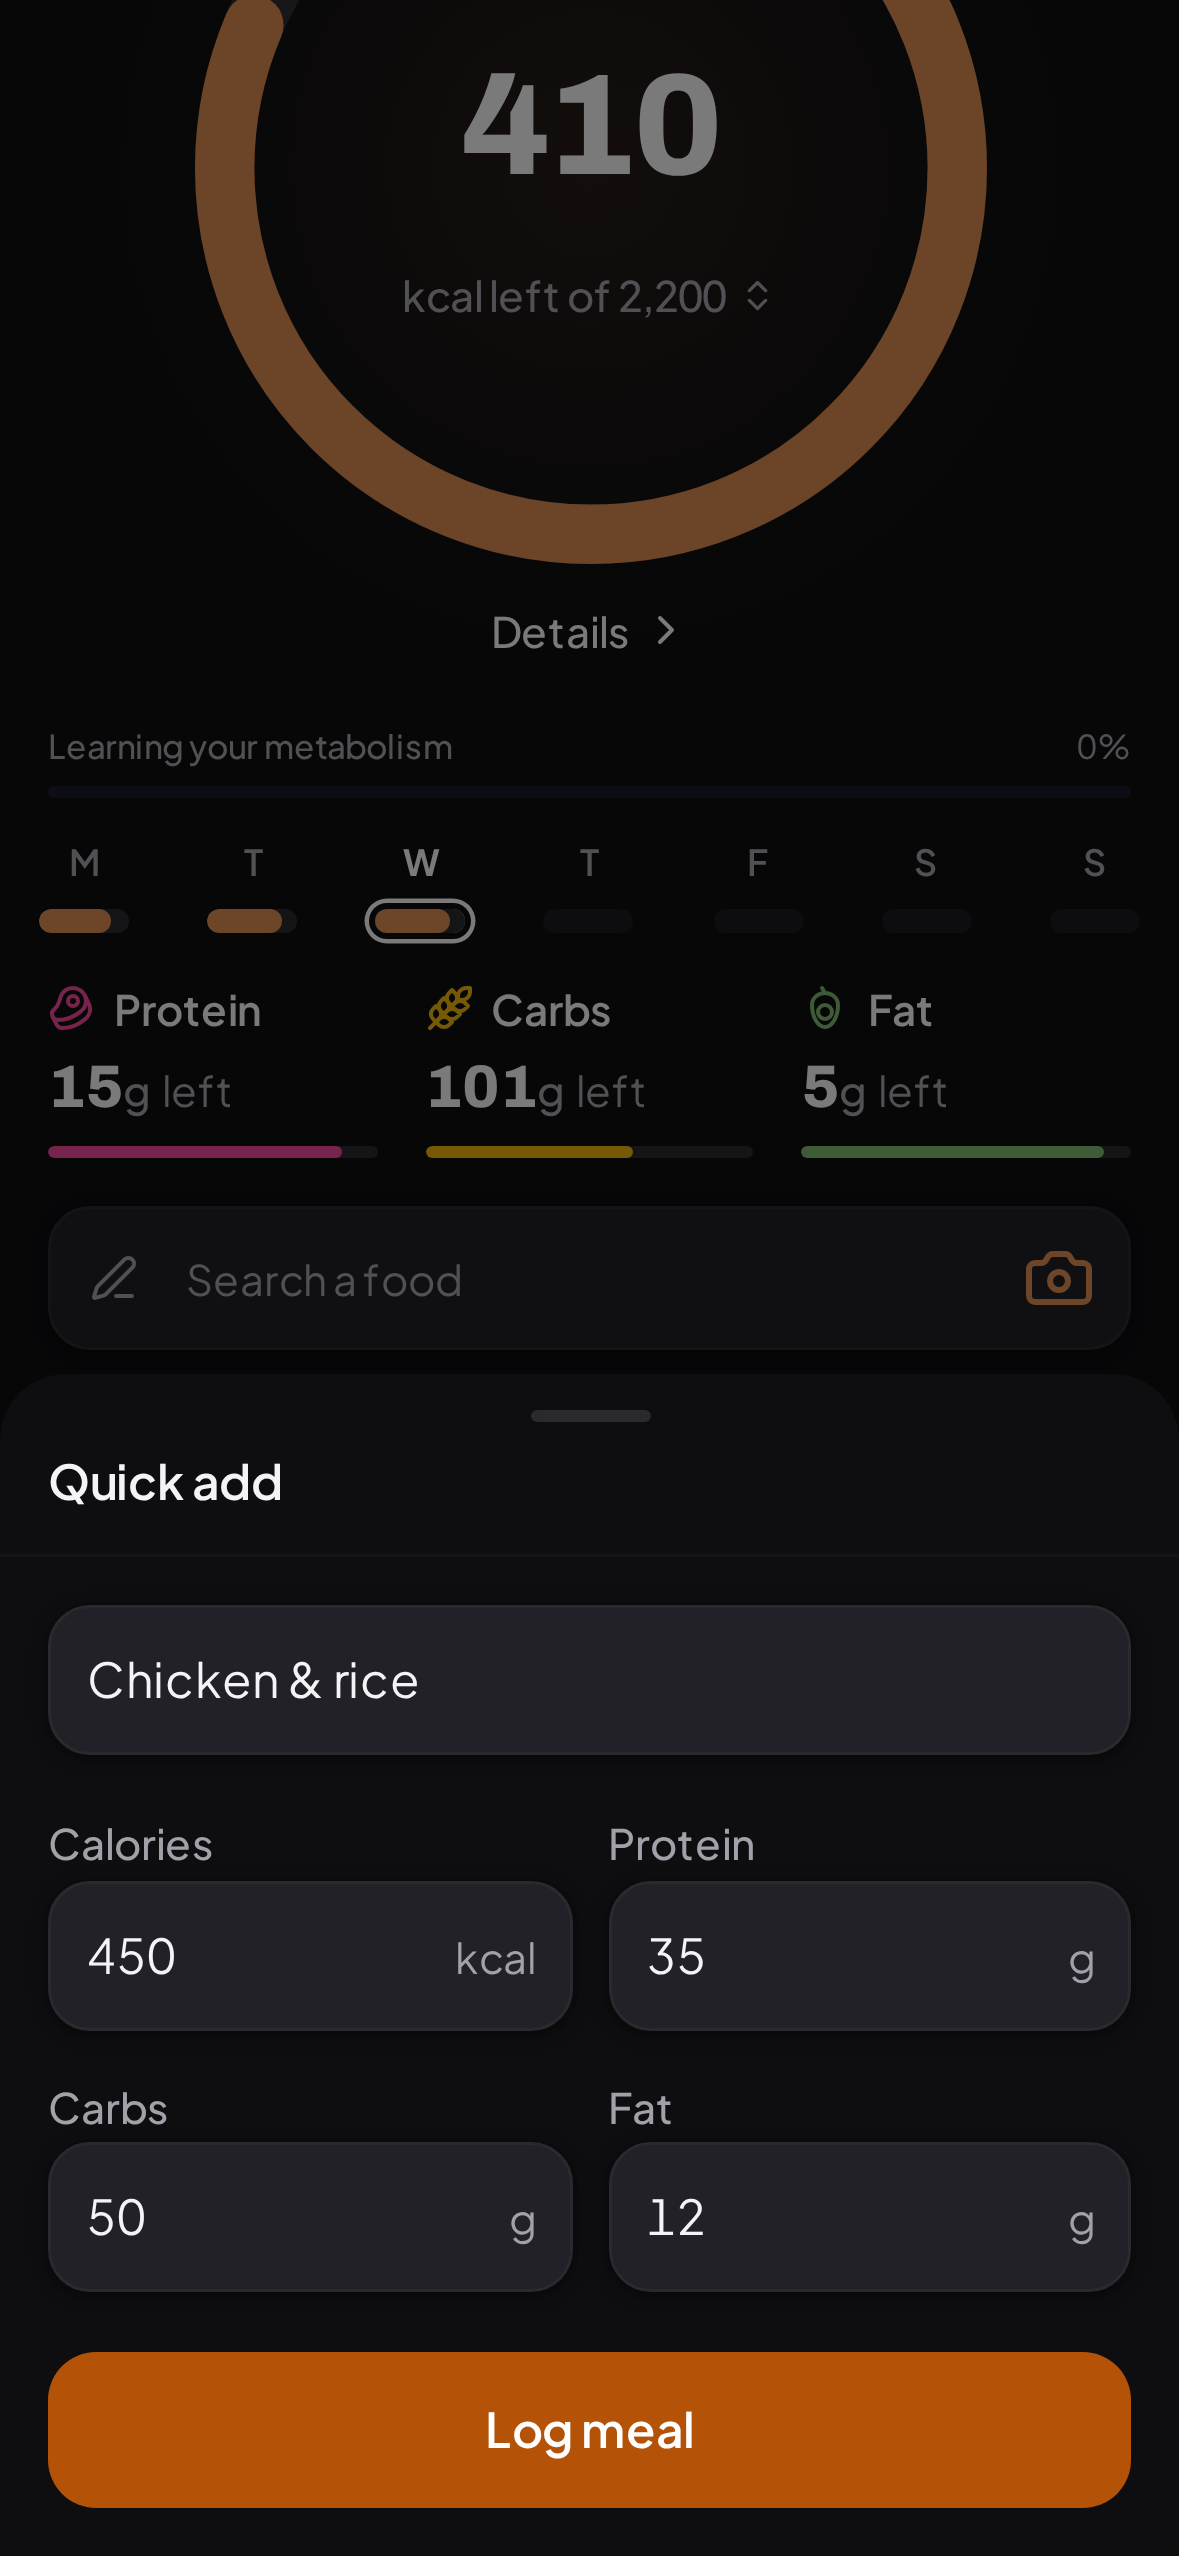 410
kcal left of 2,200
Details
Learning your metabolism 0%
M T W T F S S
Protein Carbs Fat
15g left 101g left 5g left
Search a food
Quick add
Chicken & rice
Calories Protein
450 kcal 35 g
Carbs Fat
50 g 12 g
Log meal